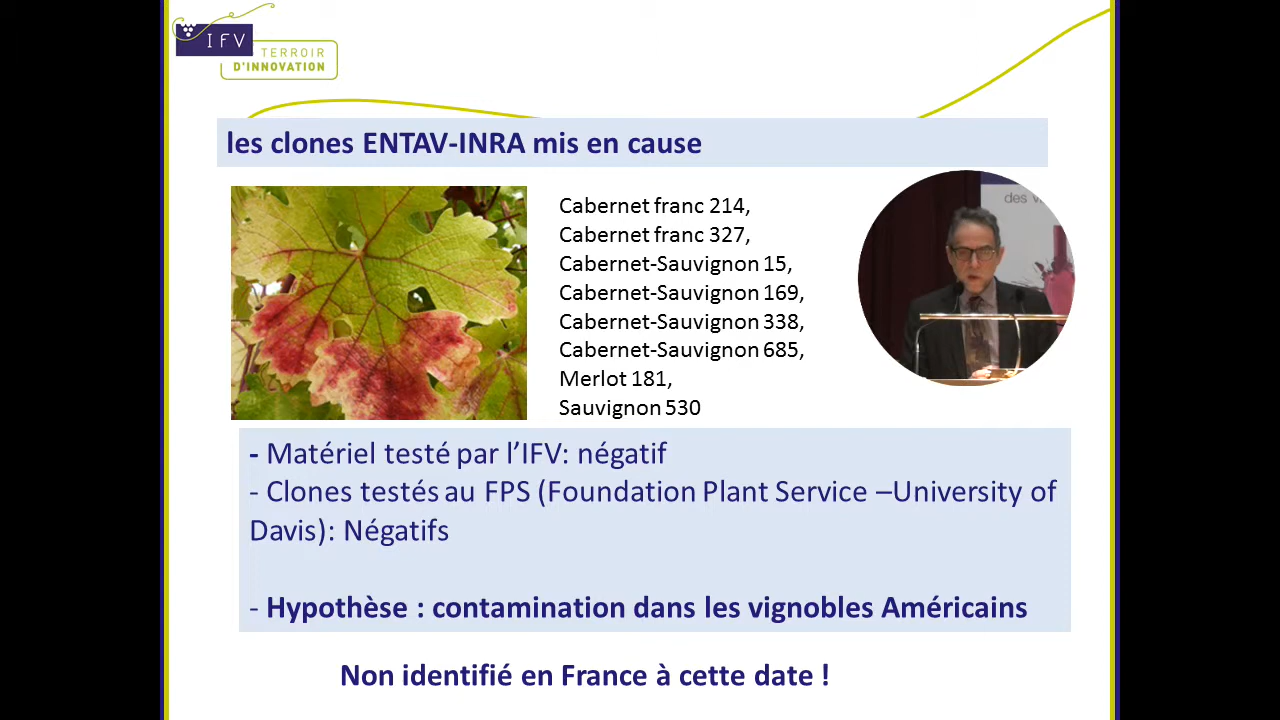 IFV
TERROIR
D'INNOVATION
les clones ENTAV-INRA mis en cause
Cabernet franc 214,
Cabernet franc 327,
Cabernet-Sauvignon 15,
Cabernet-Sauvignon 169,
Cabernet-Sauvignon 338,
Cabernet-Sauvignon 685,
Merlot 181,
Sauvignon 530
des
- Matériel testé par l’IFV: négatif
- Clones testés au FPS (Foundation Plant Service –University of
Davis): Négatifs
- Hypothèse : contamination dans les vignobles Américains
Non identifié en France à cette date !